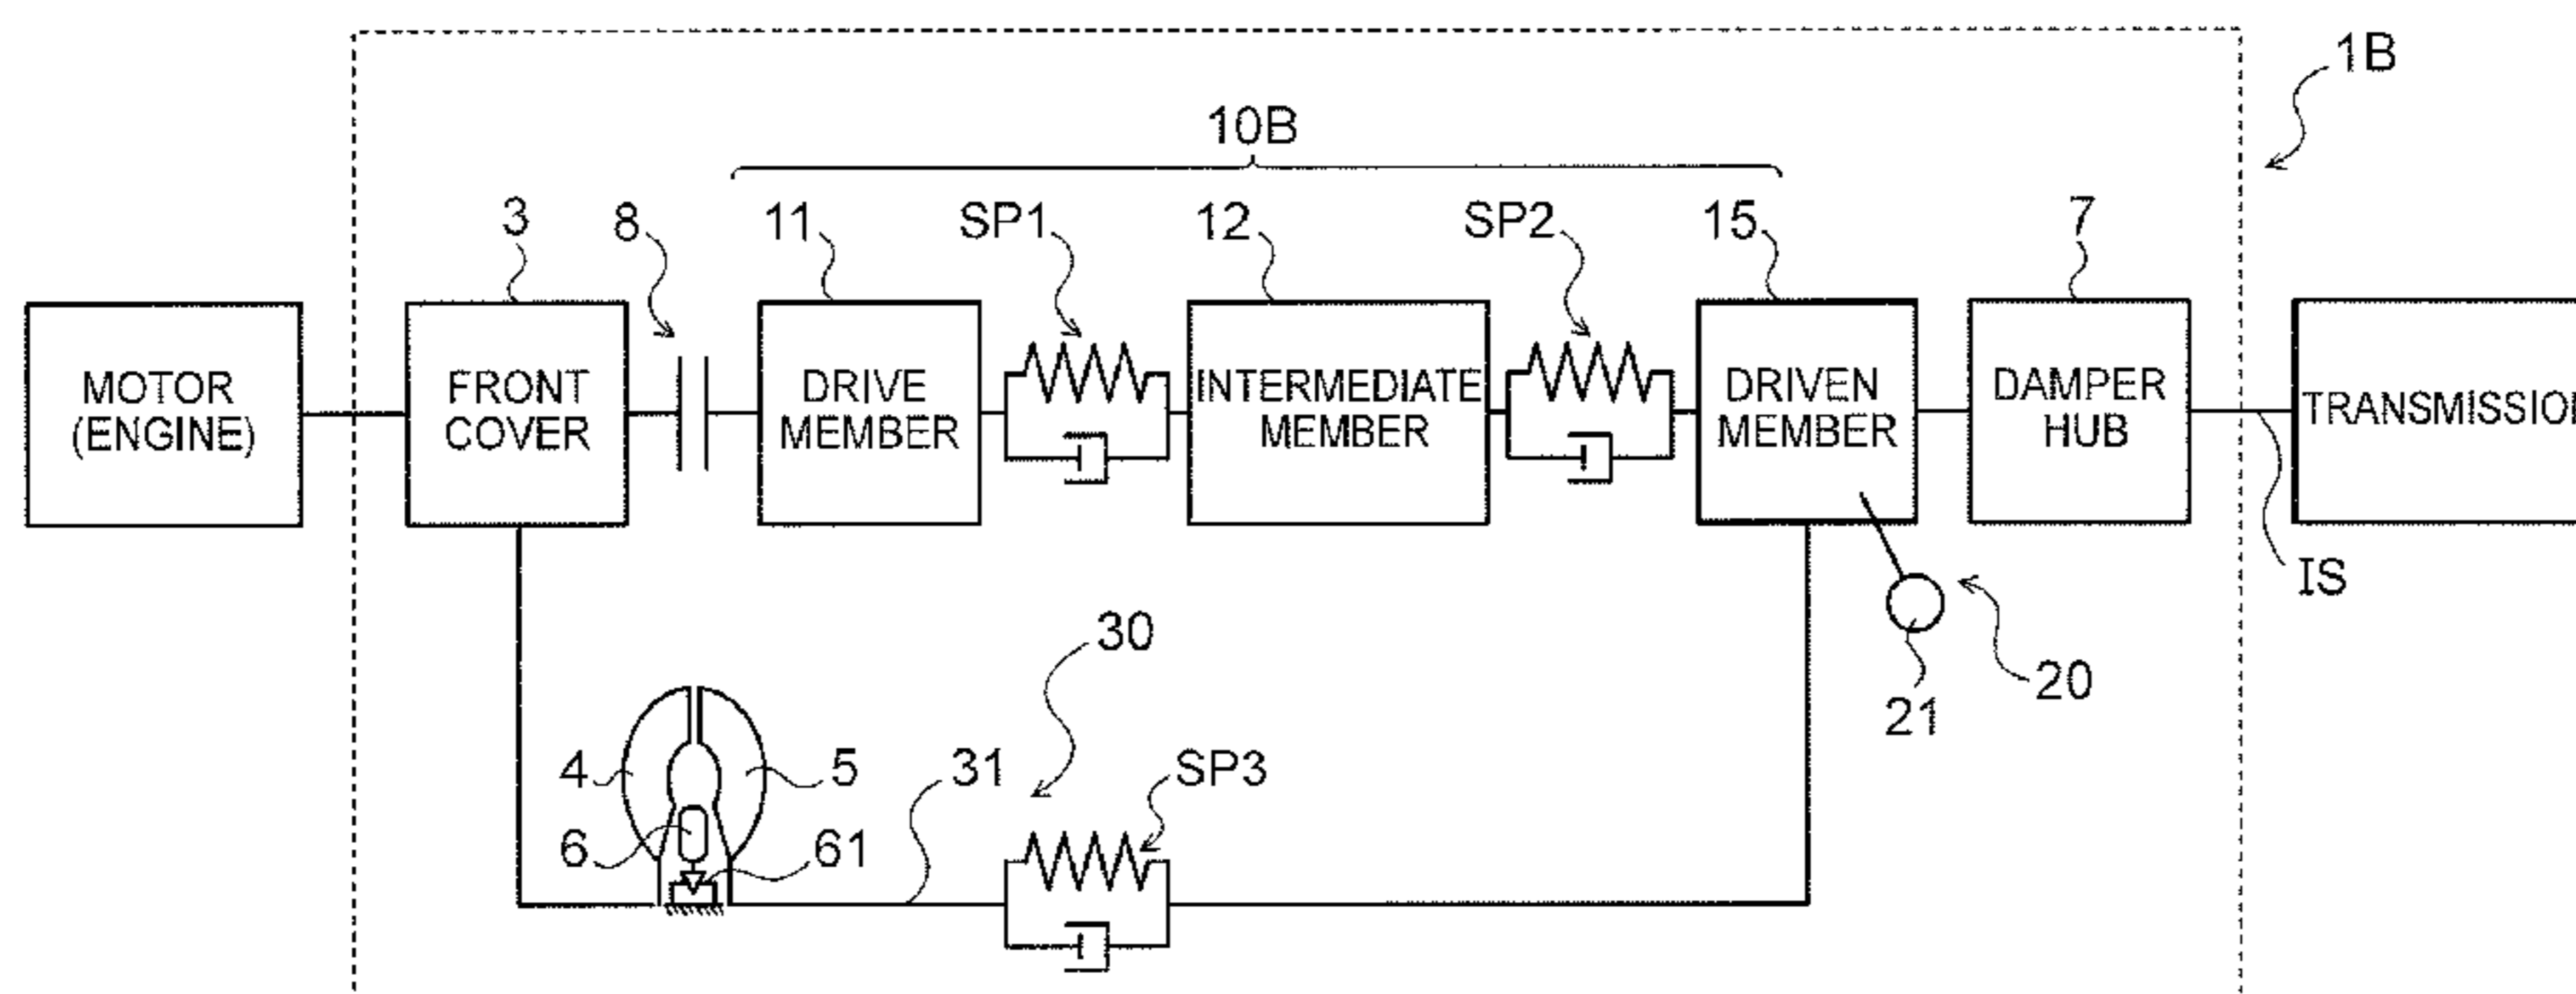 1B
10B
3
8
11
SP1
12
SP2
15
7
MOTOR
(ENGINE)
FRONT
COVER
DRIVE
MEMBER
INTERMEDIATE
MEMBER
DRIVEN
MEMBER
DAMPER
HUB
TRANSMISSION
IS
30
20
21
4
5
31
SP3
6
61